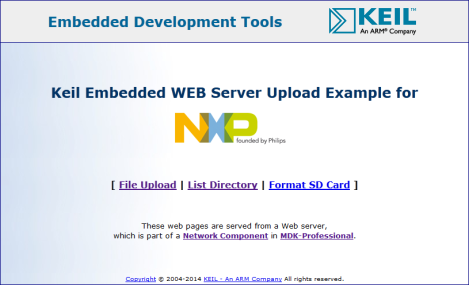 Embedded Development Tools
KEIL™
An ARM® Company
Keil Embedded WEB Server Upload Example for
NXP
founded by Philips
[ File Upload | List Directory | Format SD Card ]
These web pages are served from a Web server,
which is part of a Network Component in MDK-Professional.
Copyright © 2004-2014 KEIL - An ARM Company All rights reserved.